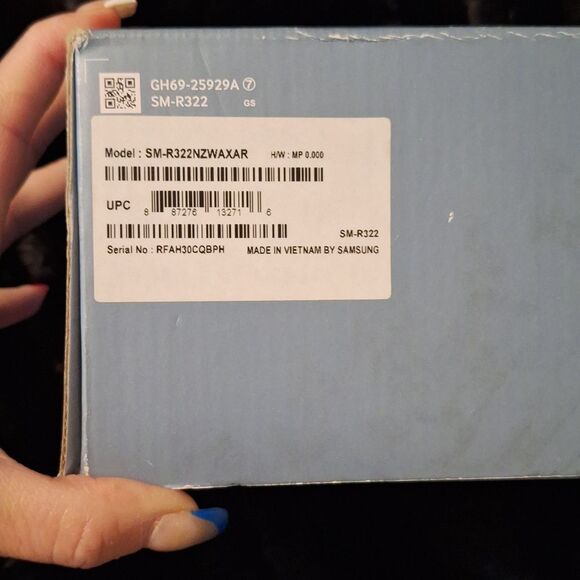 GH69-25929A ⑦
SM-R322 GS
Model : SM-R322NZWAXAR H/W : MP 0.000
UPC
8 87276 13271 6
SM-R322
Serial No : RFAH30CQBPH MADE IN VIETNAM BY SAMSUNG